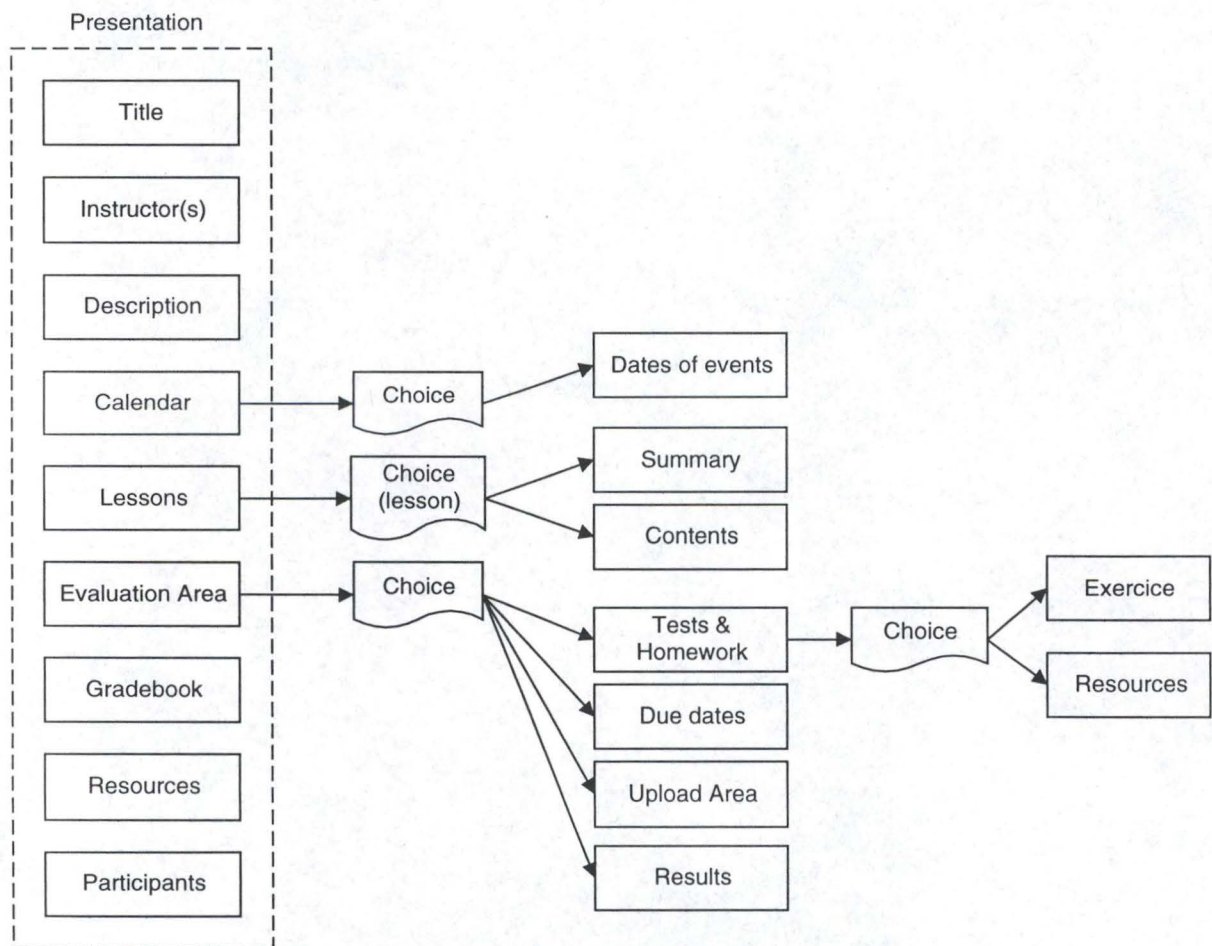 Presentation
Title
Instructor(s)
Description
Calendar
Lessons
Evaluation Area
Gradebook
Resources
Participants
Choice
Choice
(lesson)
Choice
Dates of events
Summary
Contents
Tests &
Homework
Due dates
Upload Area
Results
Choice
Exercice
Resources